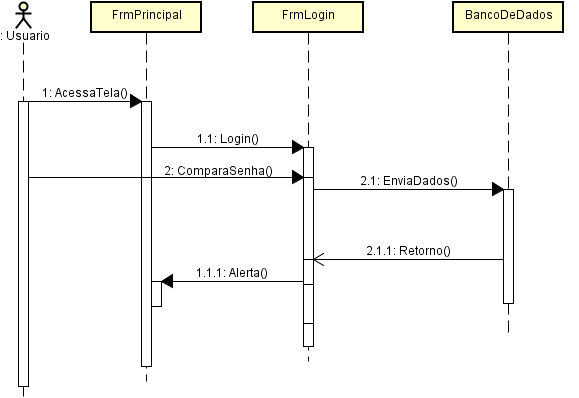 FrmPrincipal
FrmLogin
BancoDeDados
: Usuario
1: AcessaTela()
1.1: Login()
2: ComparaSenha()
2.1: EnviaDados()
2.1.1: Retorno()
1.1.1: Alerta()